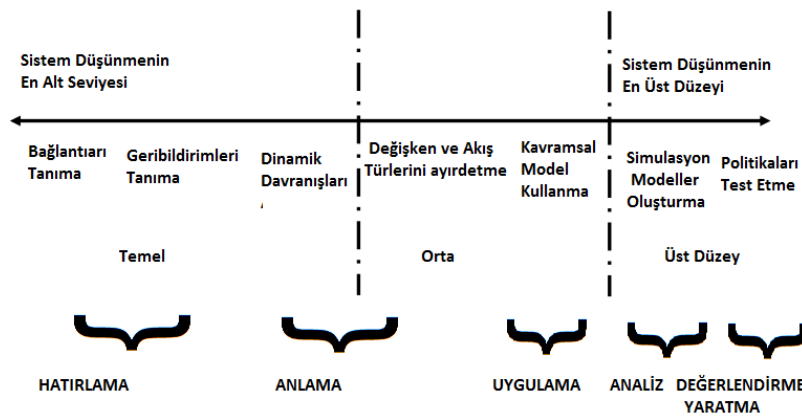 Sistem Düşünmenin
En Alt Seviyesi
Sistem Düşünmenin
En Üst Düzeyi
Bağlantıarı
Tanıma
Geribildirimleri
Tanıma
Dinamik
Davranışları
Değişken ve Akış
Türlerini ayırdetme
Kavramsal
Model
Kullanma
Simulasyon
Modeller
Oluşturma
Politikaları
Test Etme
Temel
Orta
Üst Düzey
HATIRLAMA
ANLAMA
UYGULAMA
ANALİZ
DEĞERLENDİRME
YARATMA